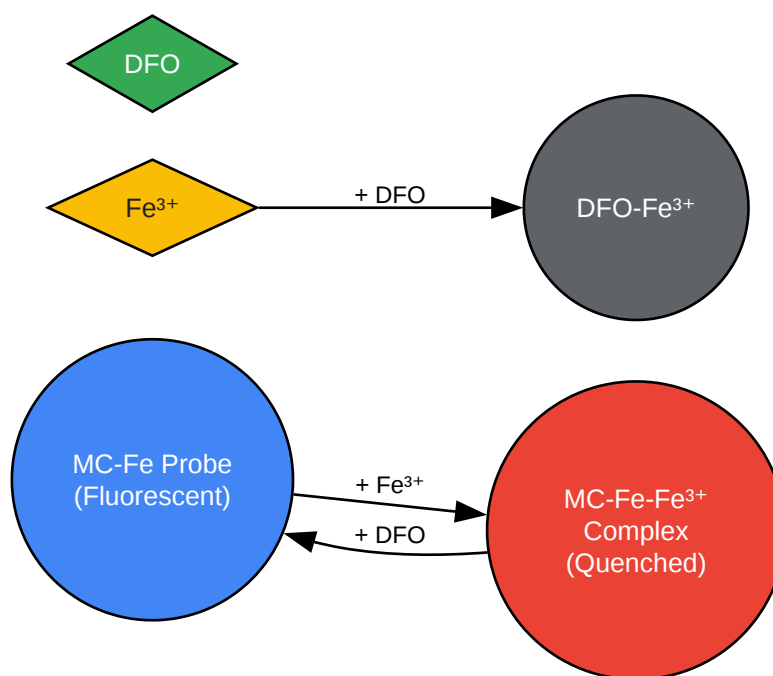 DFO
Fe³⁺
+ DFO
DFO-Fe³⁺
MC-Fe Probe
(Fluorescent)
+ Fe³⁺
+ DFO
MC-Fe-Fe³⁺
Complex
(Quenched)